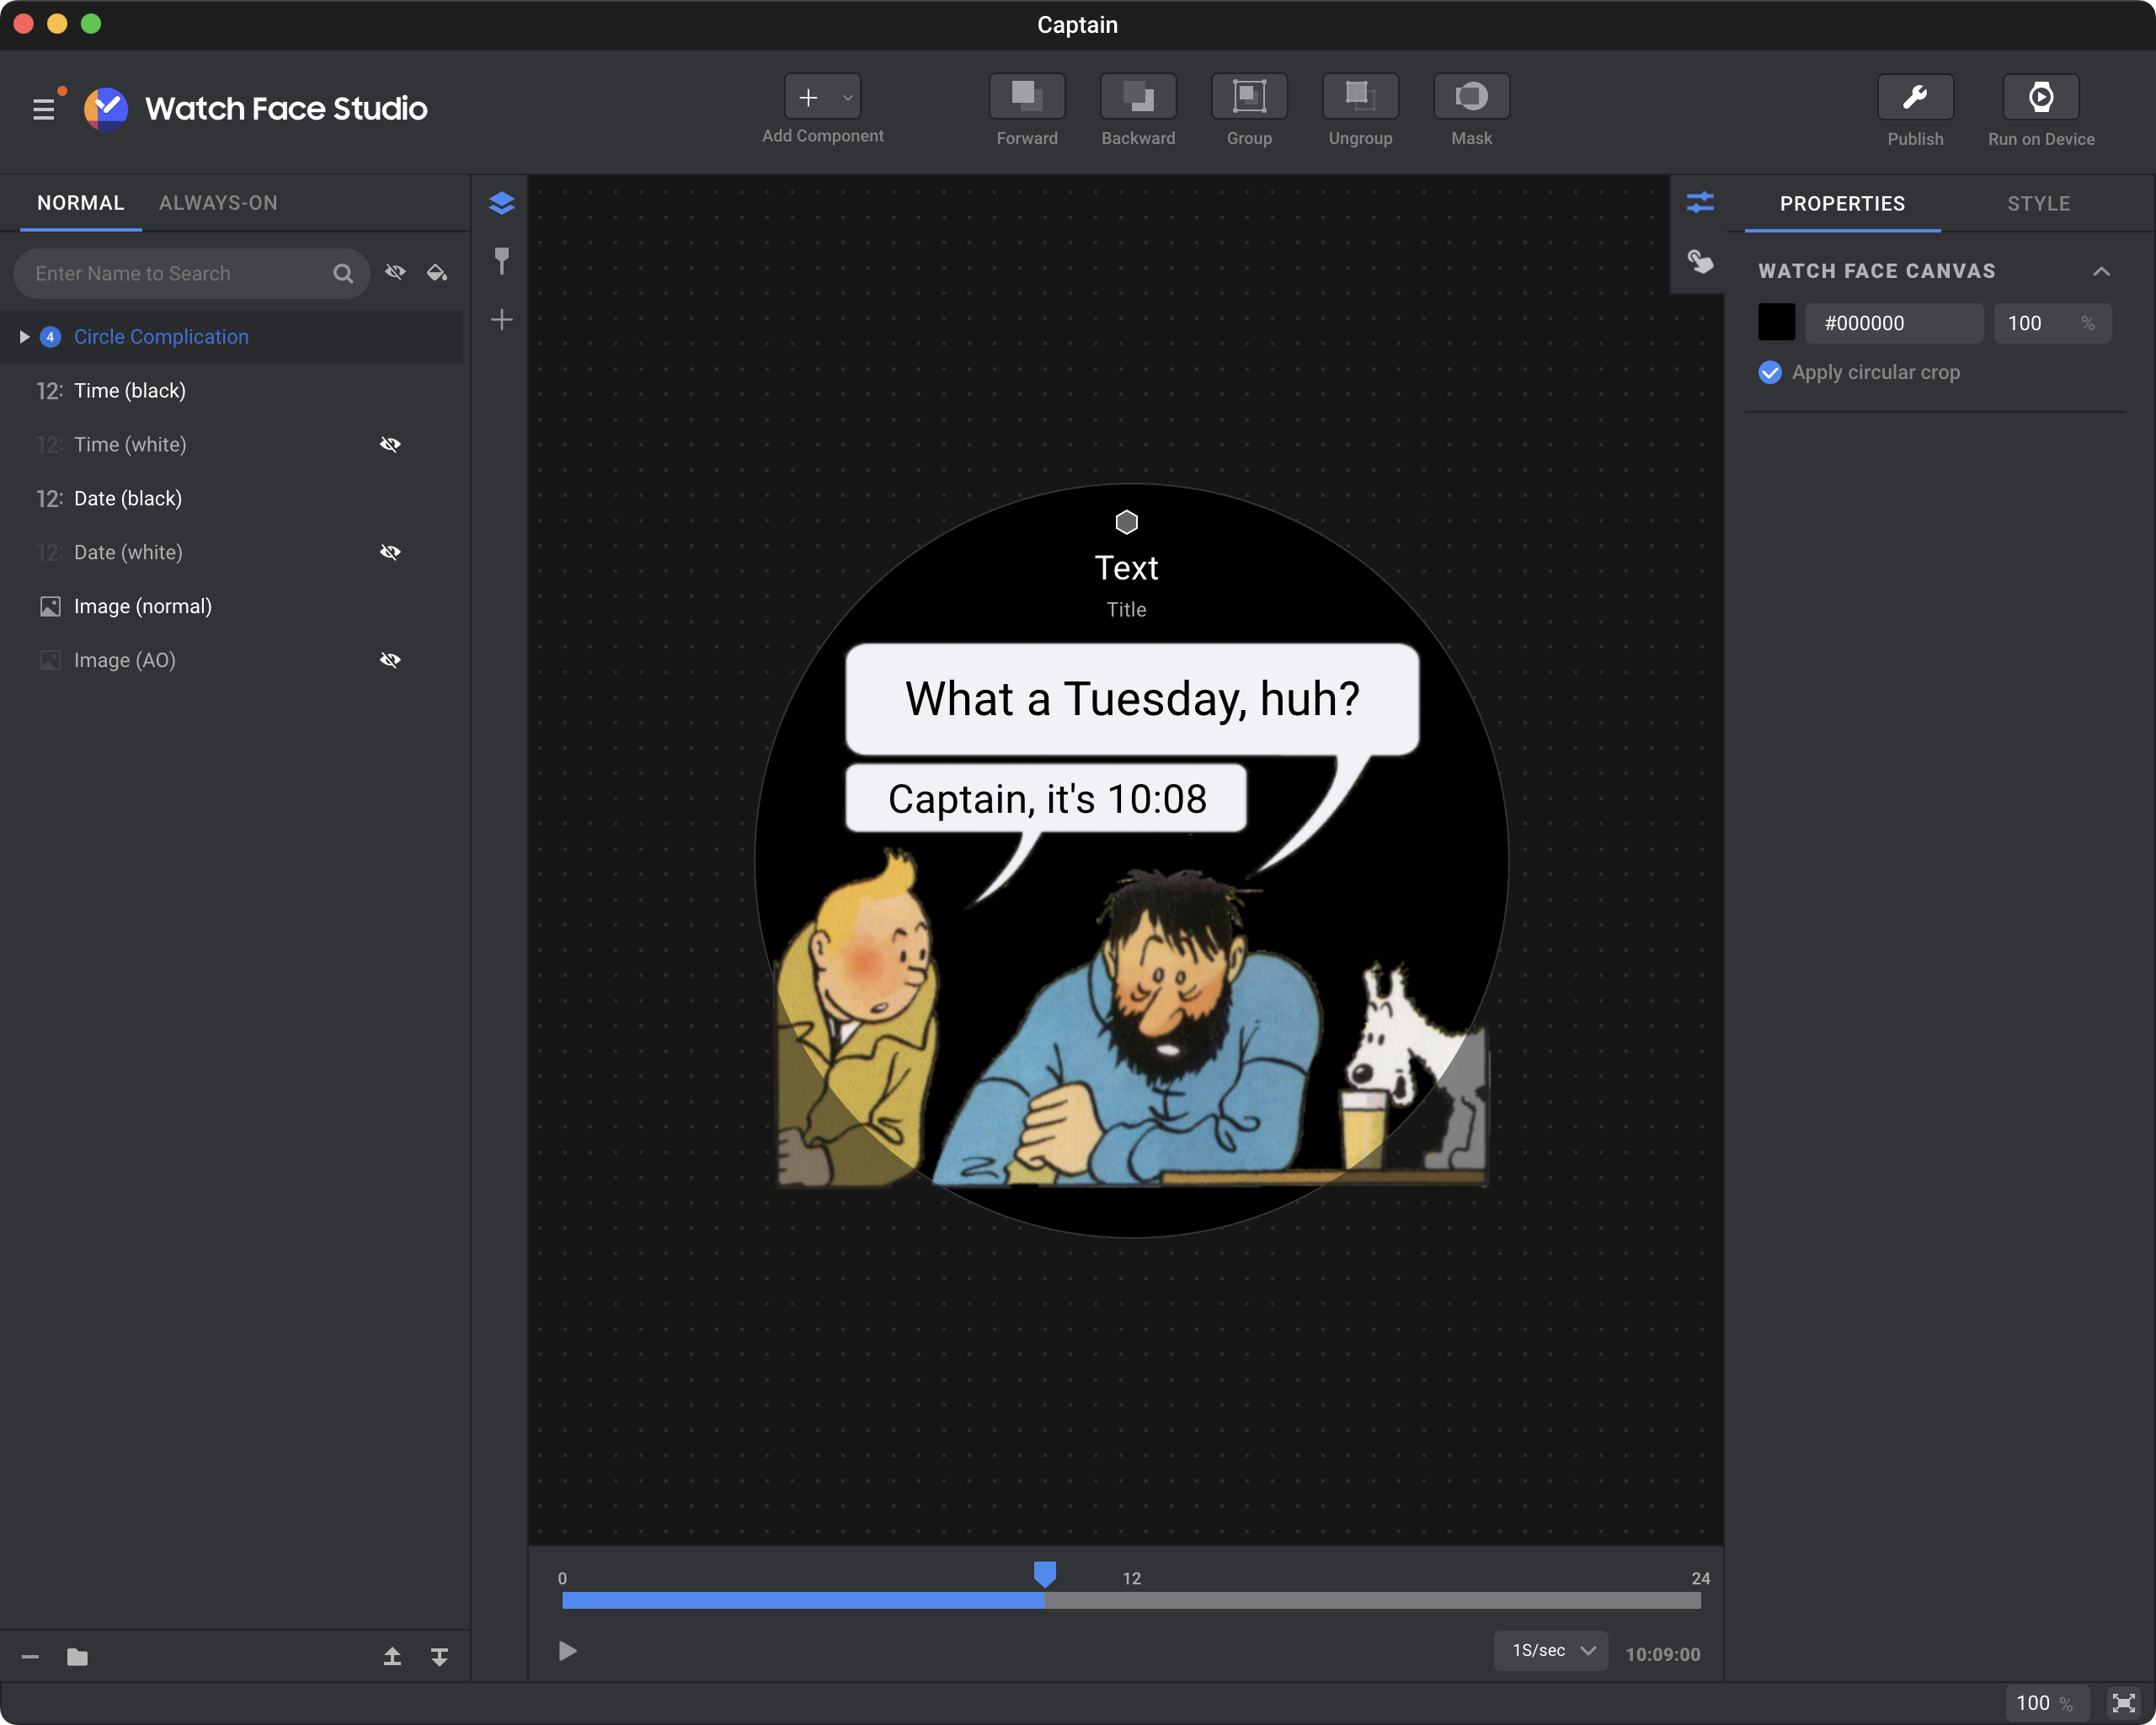 Captain
Watch Face Studio
Add Component
Forward
Backward
Group
Ungroup
Mask
Publish
Run on Device
NORMAL
ALWAYS-ON
Enter Name to Search
4 Circle Complication
12: Time (black)
12: Time (white)
12: Date (black)
12: Date (white)
Image (normal)
Image (AO)
Text
Title
What a Tuesday, huh?
Captain, it's 10:08
0
12
24
1S/sec
10:09:00
PROPERTIES
STYLE
WATCH FACE CANVAS
#000000
100 %
Apply circular crop
100 %